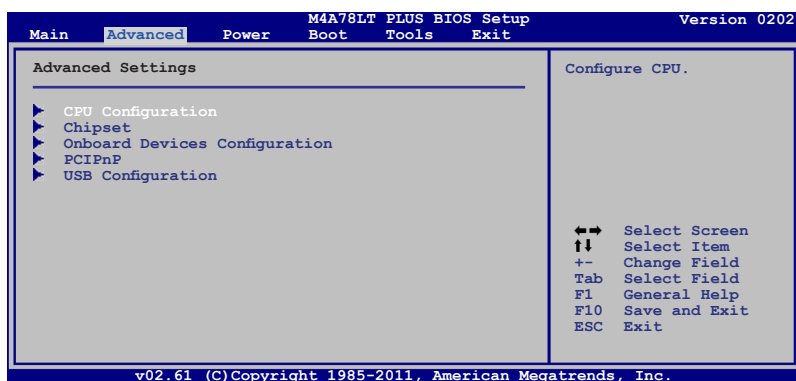 M4A78LT PLUS BIOS Setup Version 0202
Main Advanced Power Boot Tools Exit
Advanced Settings
CPU Configuration
Chipset
Onboard Devices Configuration
PCIPnP
USB Configuration
Configure CPU.
←→ Select Screen
↑↓ Select Item
+- Change Field
Tab Select Field
F1 General Help
F10 Save and Exit
ESC Exit
v02.61 (C)Copyright 1985-2011, American Megatrends, Inc.